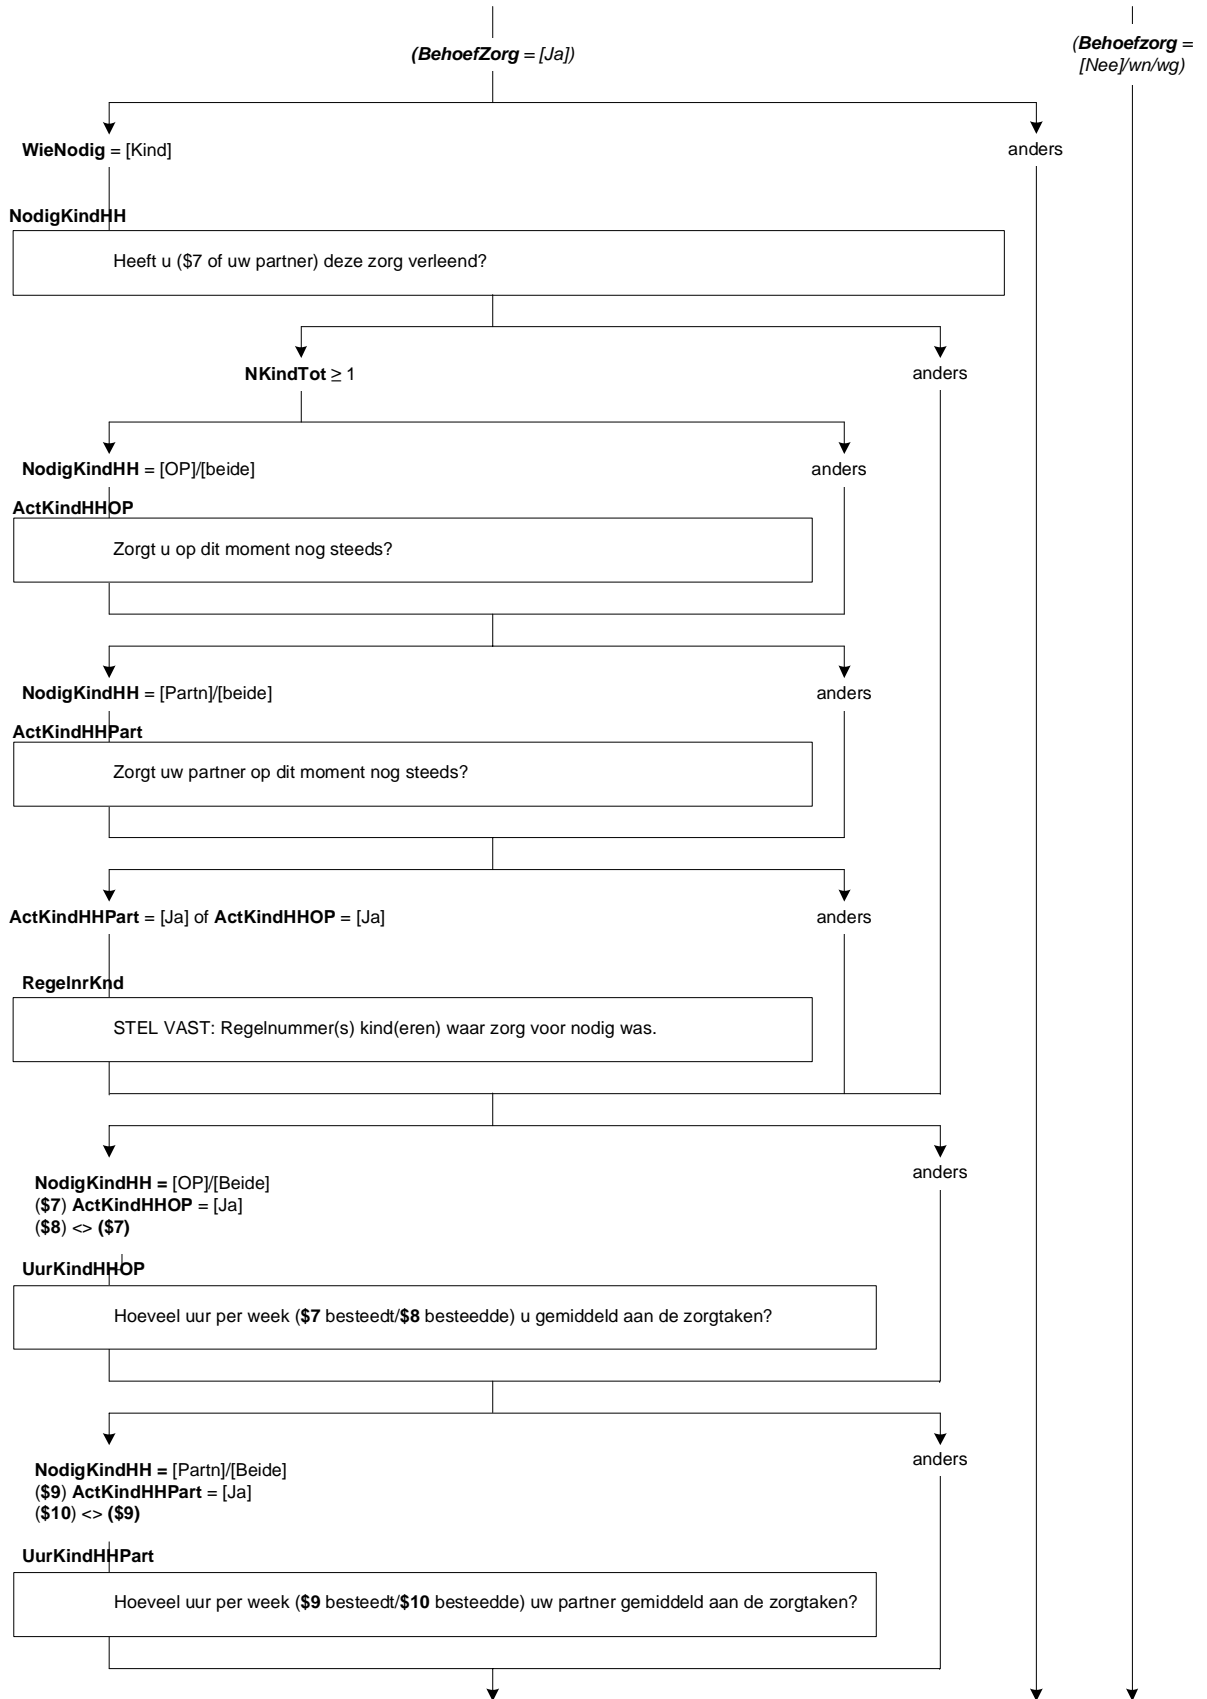 (BehoefZorg = [Ja])
(Behoefzorg =
[Nee]/wn/wg)
WieNodig = [Kind]
anders
NodigKindHH
Heeft u ($7 of uw partner) deze zorg verleend?
NKindTot ≥ 1
anders
NodigKindHH = [OP]/[beide]
anders
ActKindHHOP
Zorgt u op dit moment nog steeds?
NodigKindHH = [Partn]/[beide]
anders
ActKindHHPart
Zorgt uw partner op dit moment nog steeds?
ActKindHHPart = [Ja] of ActKindHHOP = [Ja]
anders
RegelnrKnd
STEL VAST: Regelnummer(s) kind(eren) waar zorg voor nodig was.
NodigKindHH = [OP]/[Beide]
anders
($7) ActKindHHOP = [Ja]
($8) <> ($7)
UurKindHHOP
Hoeveel uur per week ($7 besteedt/$8 besteedde) u gemiddeld aan de zorgtaken?
NodigKindHH = [Partn]/[Beide]
anders
($9) ActKindHHPart = [Ja]
($10) <> ($9)
UurKindHHPart
Hoeveel uur per week ($9 besteedt/$10 besteedde) uw partner gemiddeld aan de zorgtaken?